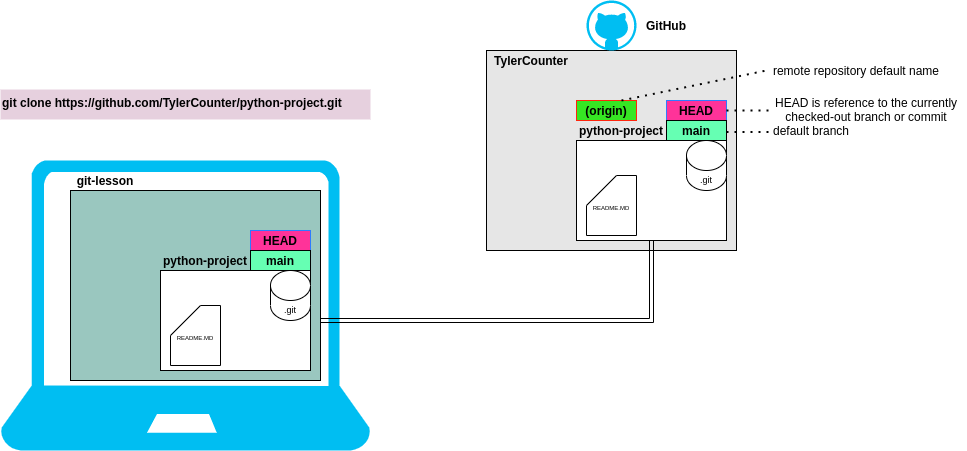 GitHub
TylerCounter
remote repository default name
(origin)
HEAD
HEAD is reference to the currently
checked-out branch or commit
python-project
main
default branch
.git
README.MD
git clone https://github.com/TylerCounter/python-project.git
git-lesson
HEAD
python-project
main
.git
README.MD